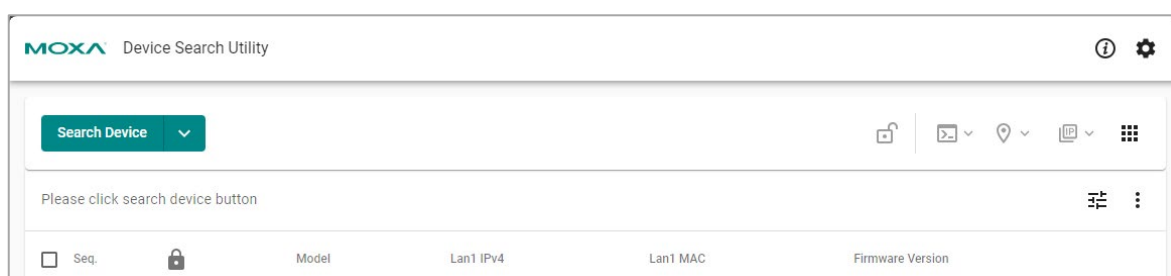 MOXA Device Search Utility
Search Device
IP
Please click search device button
Seq. Model Lan1 IPv4 Lan1 MAC Firmware Version